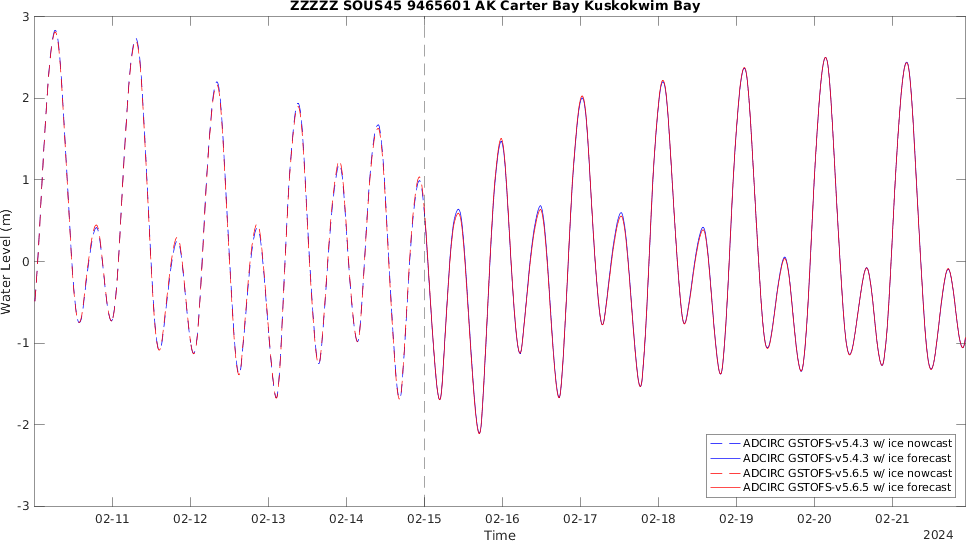 ZZZZZ SOUS45 9465601 AK Carter Bay Kuskokwim Bay
3
2
1
0
-1
-2
-3
Water Level (m)
ADCIRC GSTOFS-v5.4.3 w/ ice nowcast
ADCIRC GSTOFS-v5.4.3 w/ ice forecast
ADCIRC GSTOFS-v5.6.5 w/ ice nowcast
ADCIRC GSTOFS-v5.6.5 w/ ice forecast
02-11 02-12 02-13 02-14 02-15 02-16 02-17 02-18 02-19 02-20 02-21
Time
2024